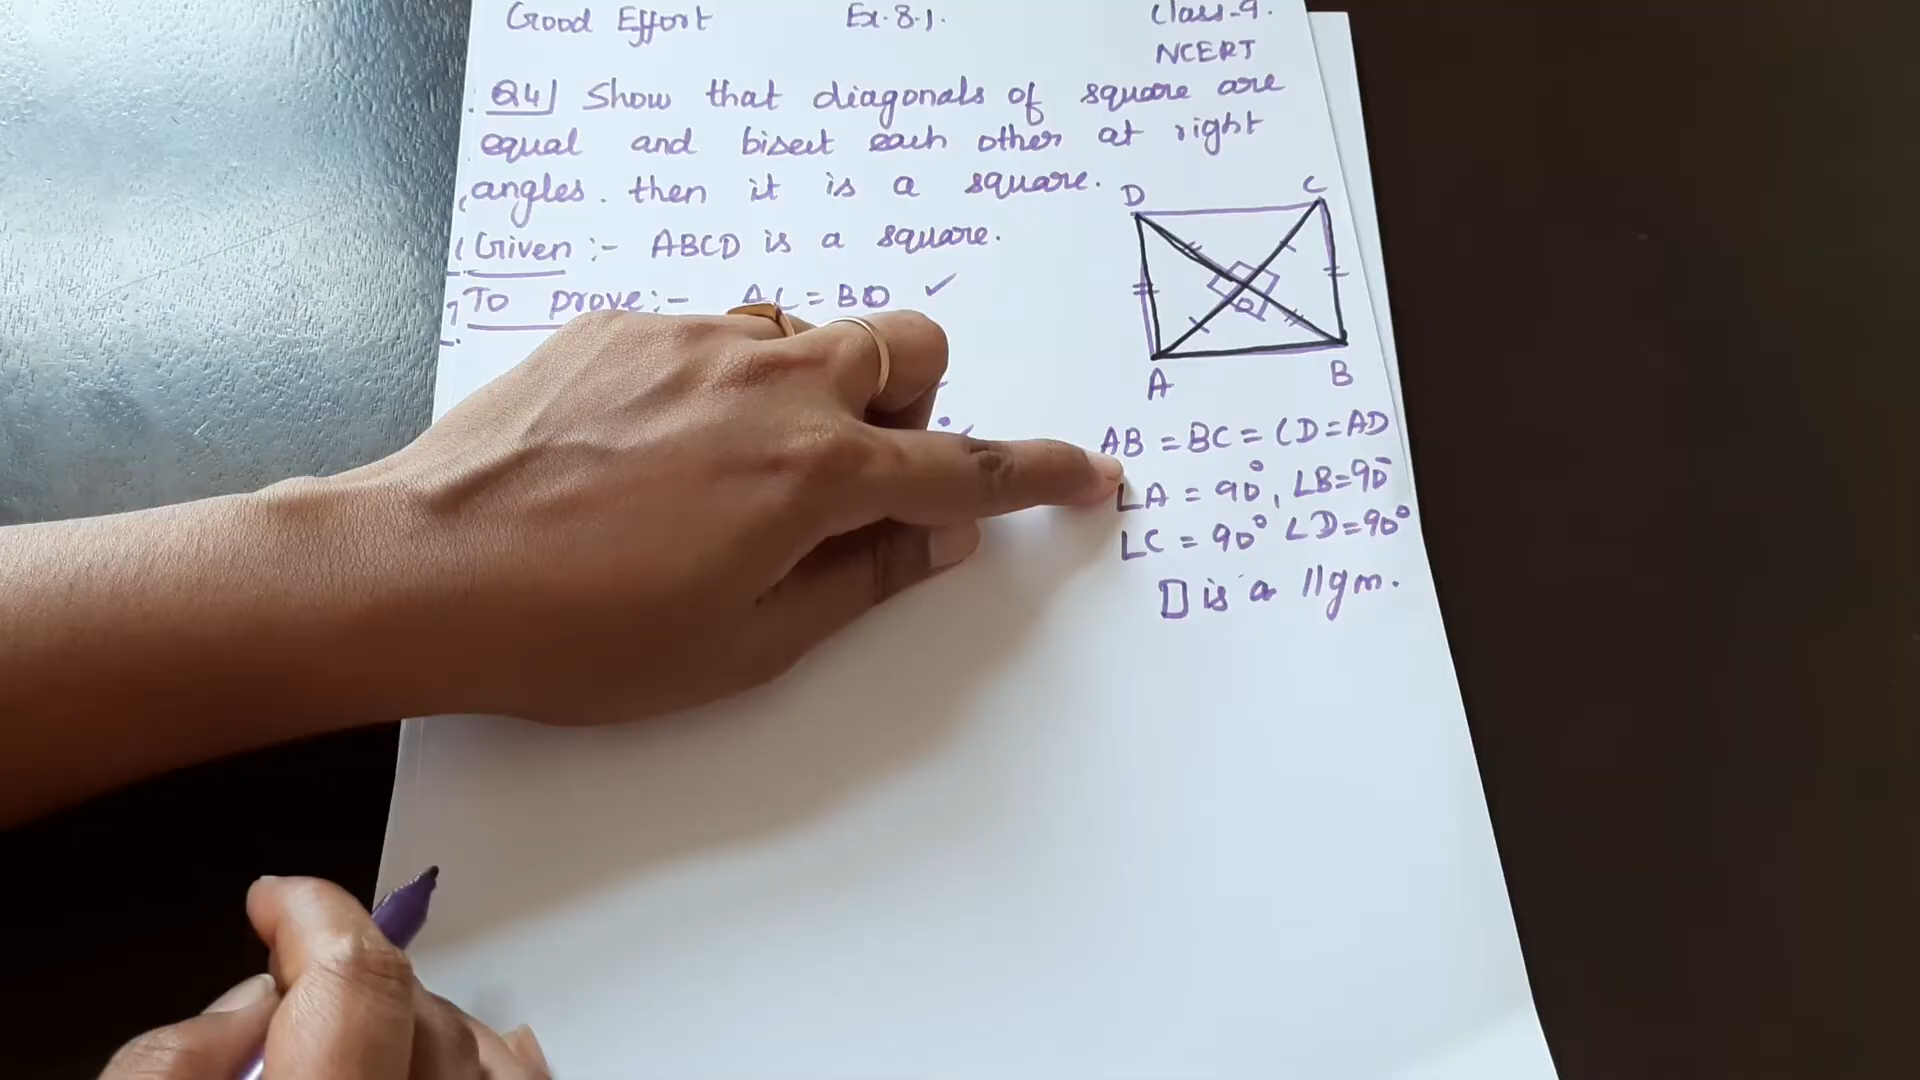 Good Effort Ex. 8.1. Class-9.
NCERT
Q4] Show that diagonals of square are
equal and bisect each other at right
angles. then it is a square.
Given :- ABCD is a square.
To prove:- AC = BD ✓
D C
O
A B
AB = BC = CD = AD
∠A = 90°, ∠B = 90°
∠C = 90° ∠D = 90°
▯ is a ||gm.